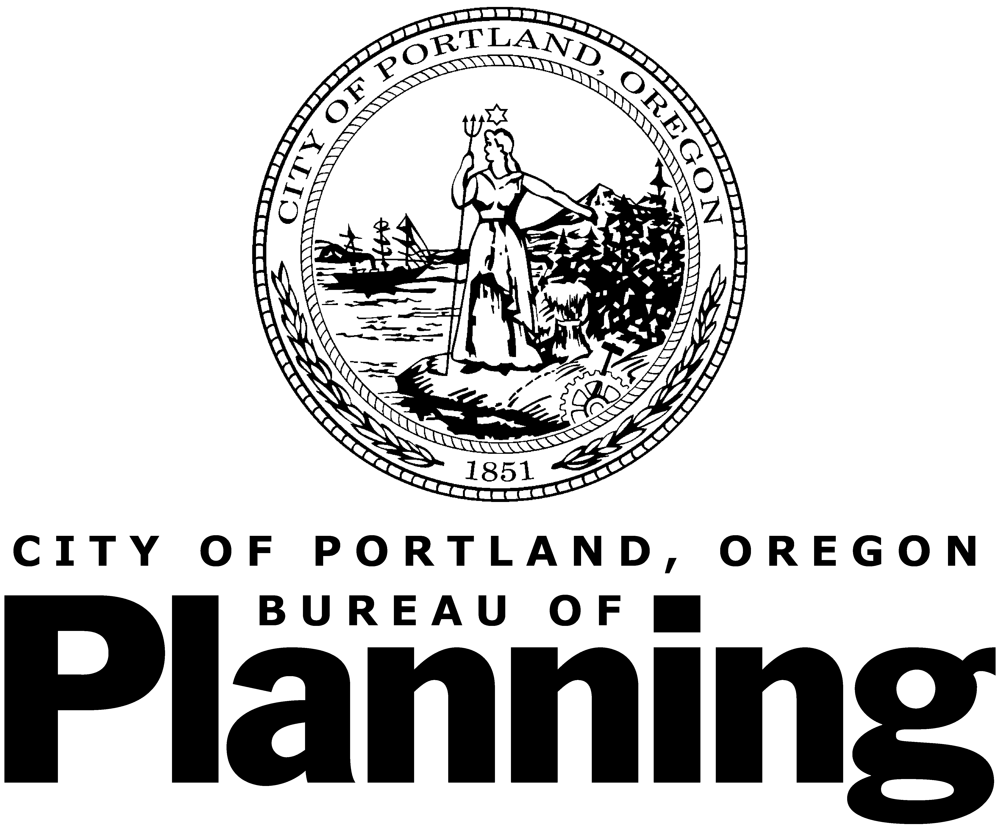 CITY OF PORTLAND, OREGON
1851
CITY OF PORTLAND, OREGON
BUREAU OF
Planning